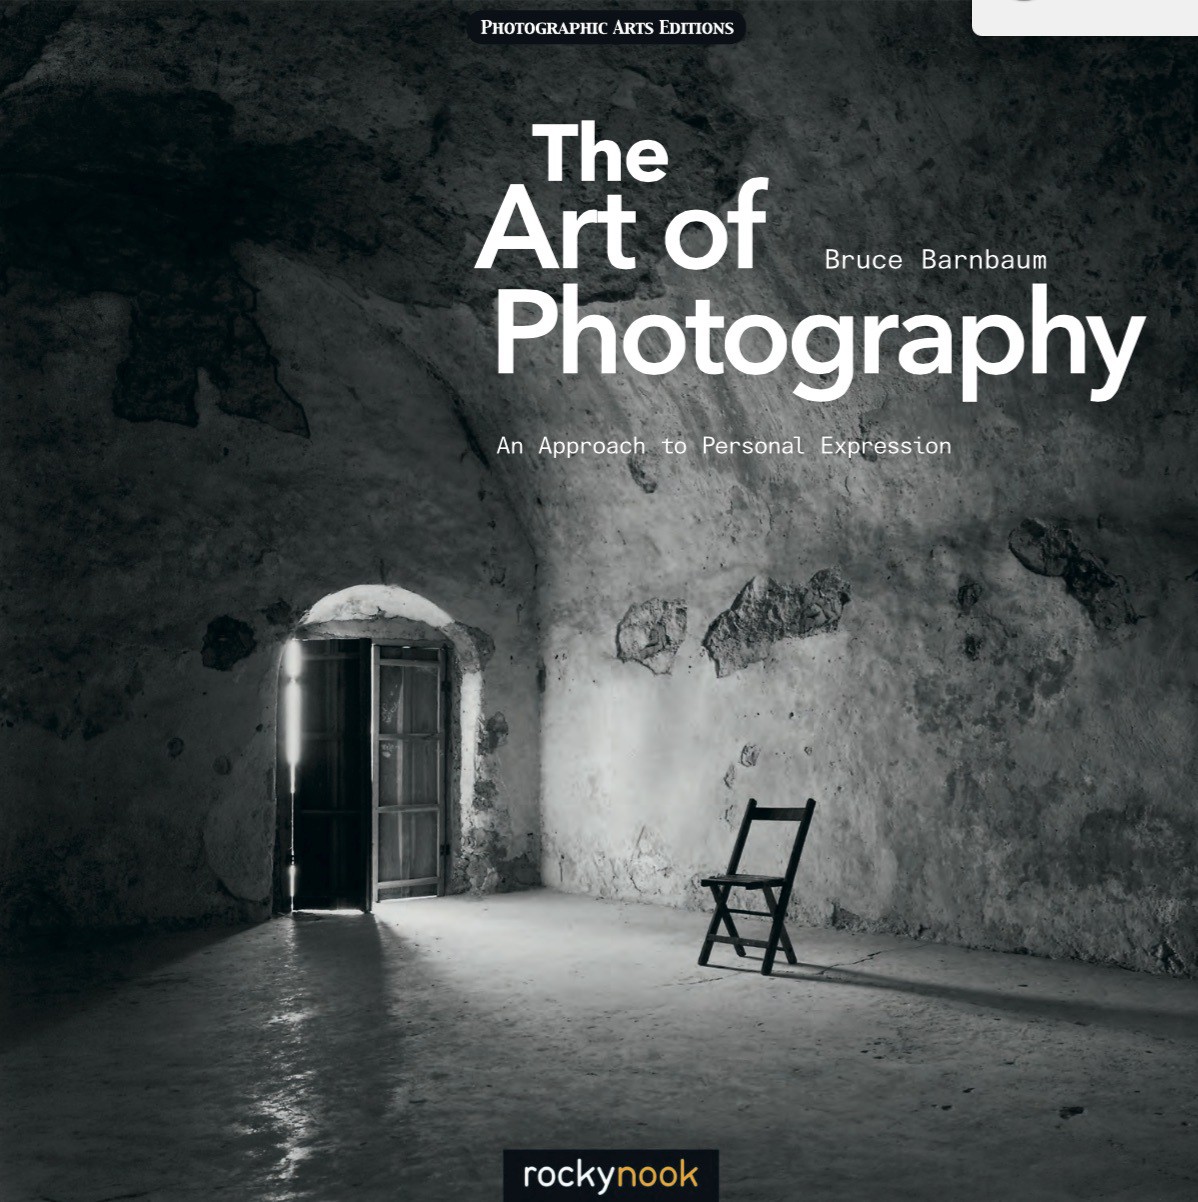 Photographic Arts Editions
The
Art of
Bruce Barnbaum
Photography
An Approach to Personal Expression
rockynook